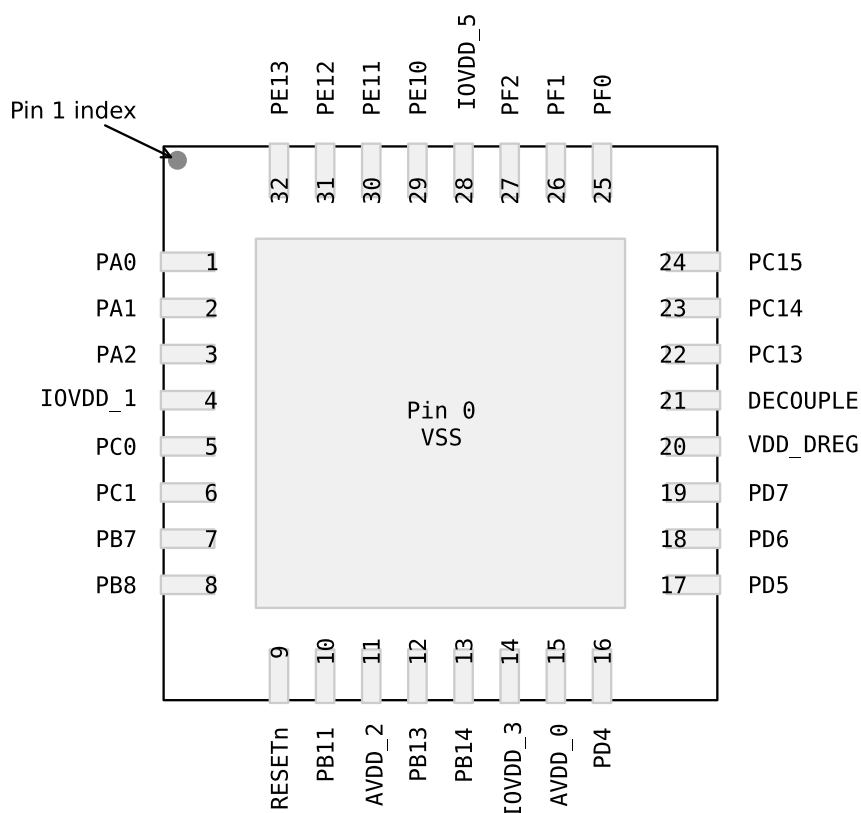 PE13 PE12 PE11 PE10 IOVDD_5 PF2 PF1 PF0
Pin 1 index
32 31 30 29 28 27 26 25
PA0 1 24 PC15
PA1 2 23 PC14
PA2 3 22 PC13
IOVDD_1 4 21 DECOUPLE
Pin 0
VSS
PC0 5 20 VDD_DREG
PC1 6 19 PD7
PB7 7 18 PD6
PB8 8 17 PD5
9 10 11 12 13 14 15 16
RESETn PB11 AVDD_2 PB13 PB14 IOVDD_3 AVDD_0 PD4